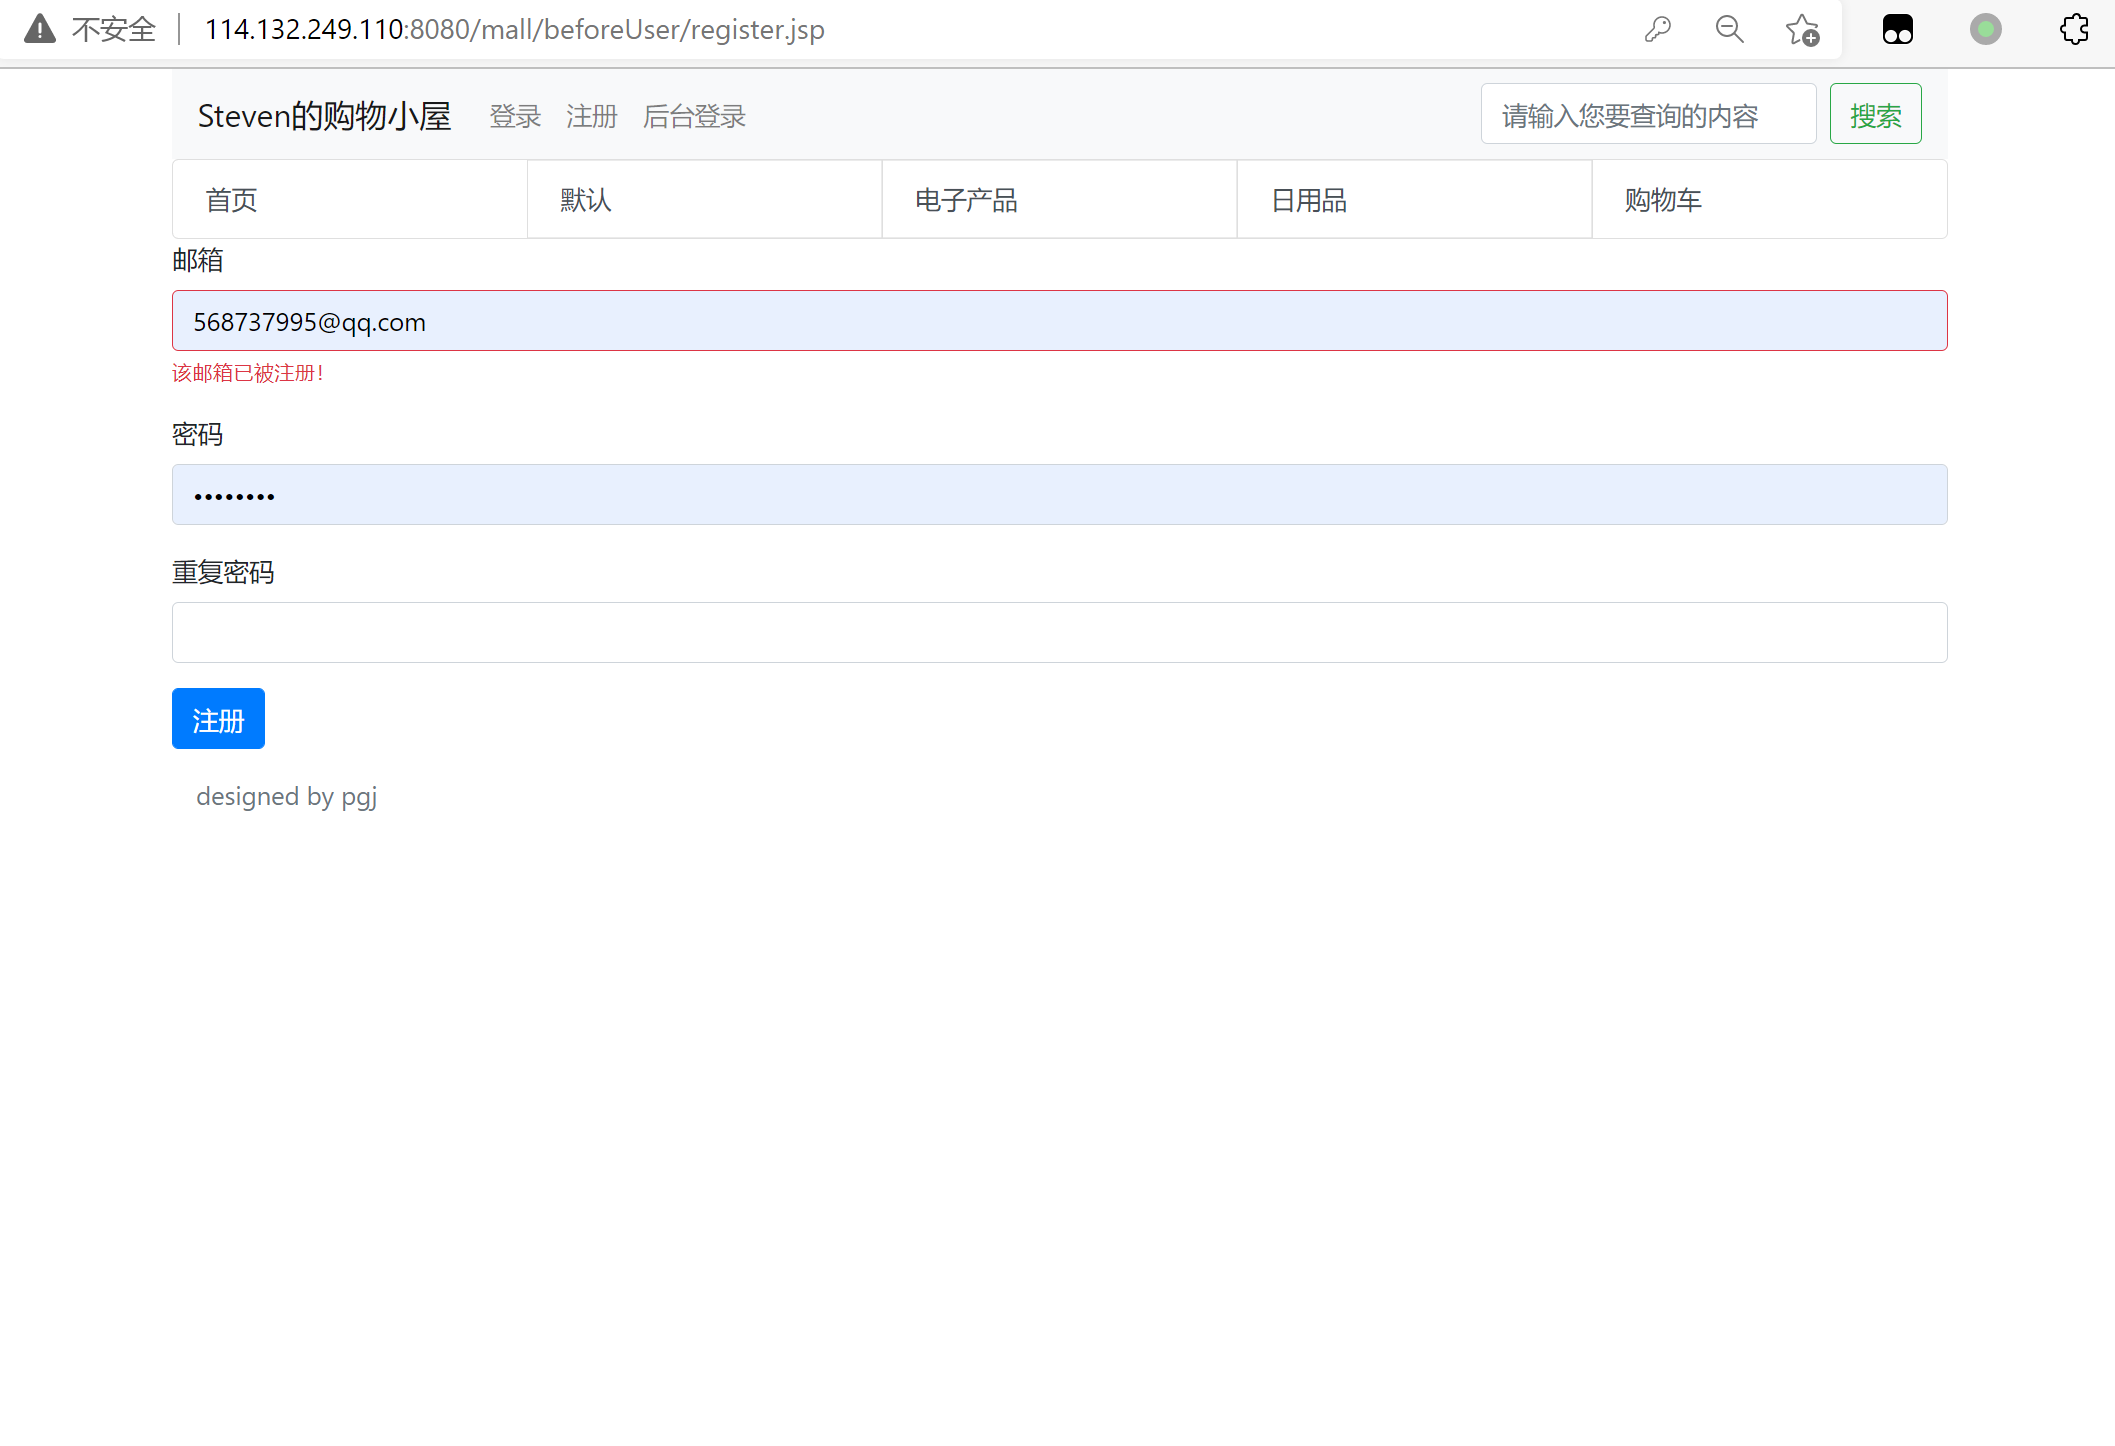 不安全 114.132.249.110:8080/mall/beforeUser/register.jsp
Steven的购物小屋 登录 注册 后台登录 请输入您要查询的内容 搜索
首页 默认 电子产品 日用品 购物车
邮箱
568737995@qq.com
该邮箱已被注册!
密码
••••••••
重复密码
注册
designed by pgj